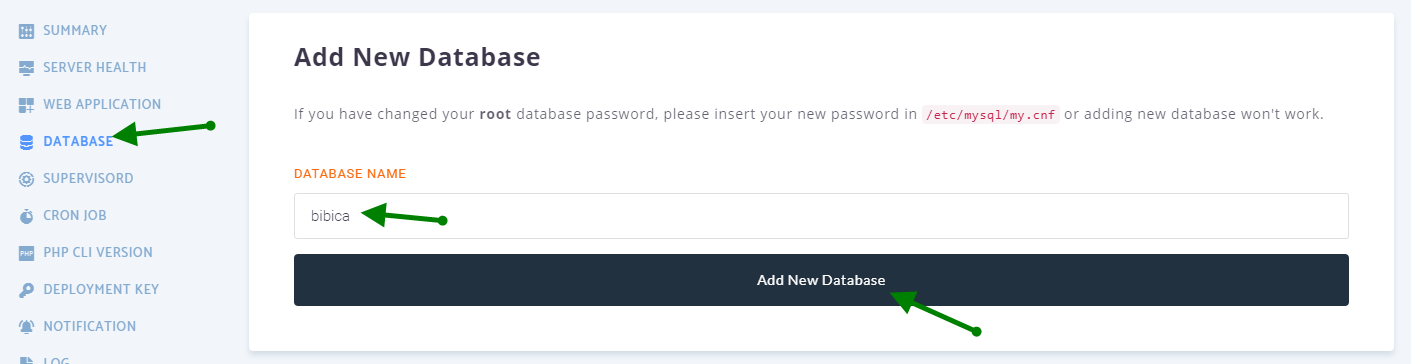 SUMMARY
SERVER HEALTH
WEB APPLICATION
DATABASE
SUPERVISORD
CRON JOB
PHP
PHP CLI VERSION
DEPLOYMENT KEY
NOTIFICATION
LOG
Add New Database
If you have changed your root database password, please insert your new password in /etc/mysql/my.cnf or adding new database won't work.
DATABASE NAME
bibica
Add New Database